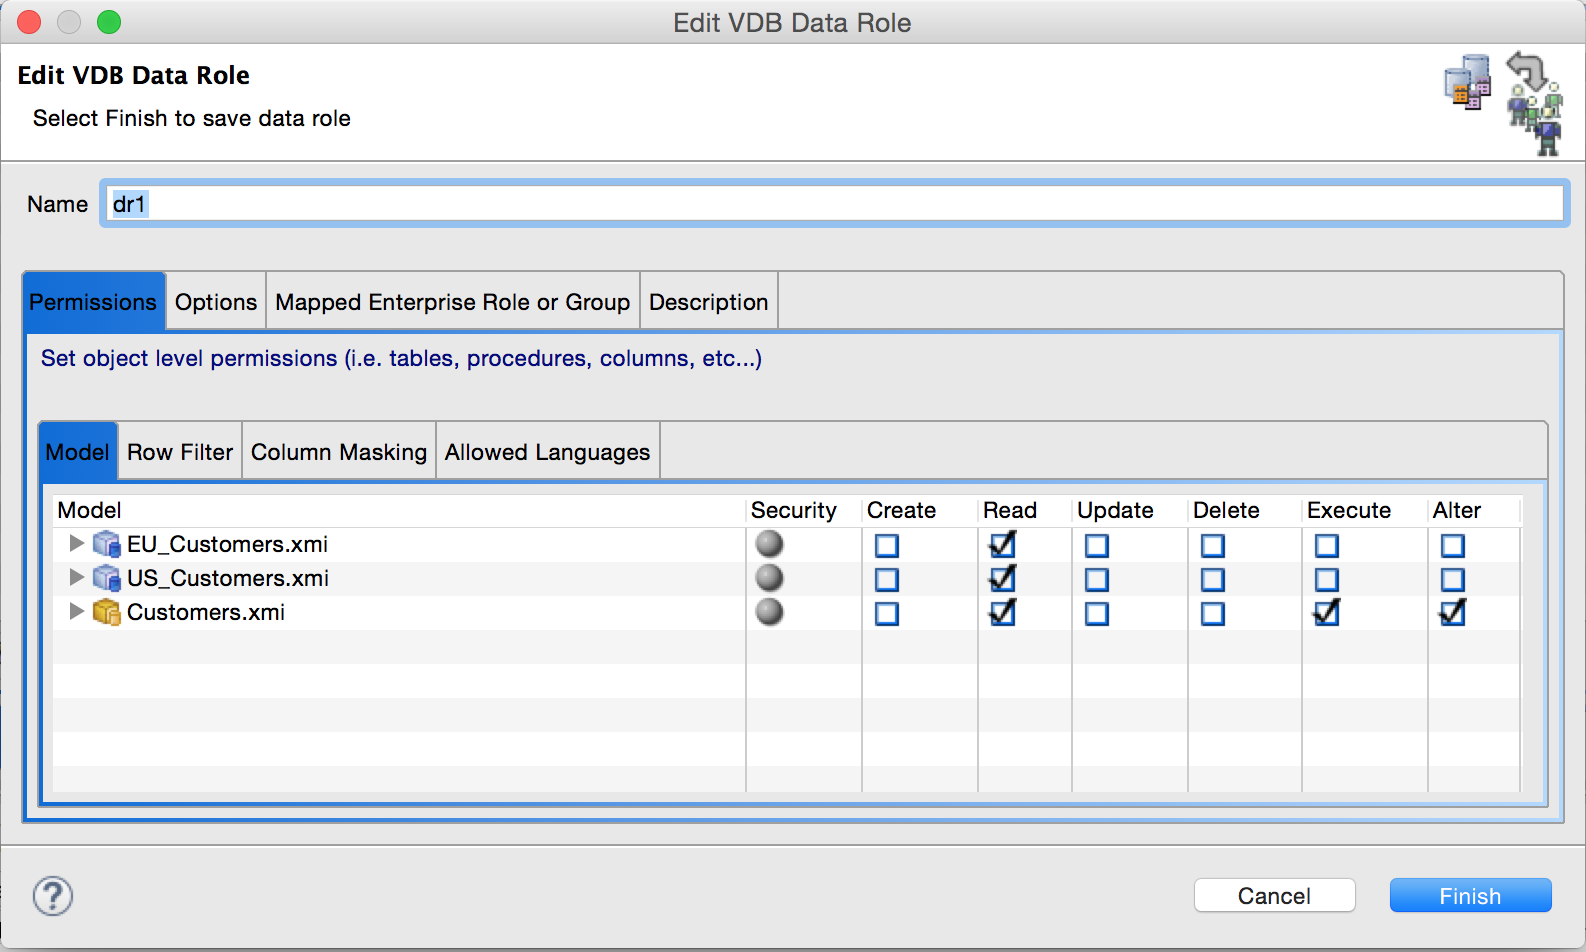 Edit VDB Data Role
Edit VDB Data Role
Select Finish to save data role
Name dr1
Permissions Options Mapped Enterprise Role or Group Description
Set object level permissions (i.e. tables, procedures, columns, etc...)
Model Row Filter Column Masking Allowed Languages
Model Security Create Read Update Delete Execute Alter
EU_Customers.xmi
US_Customers.xmi
Customers.xmi
? Cancel Finish